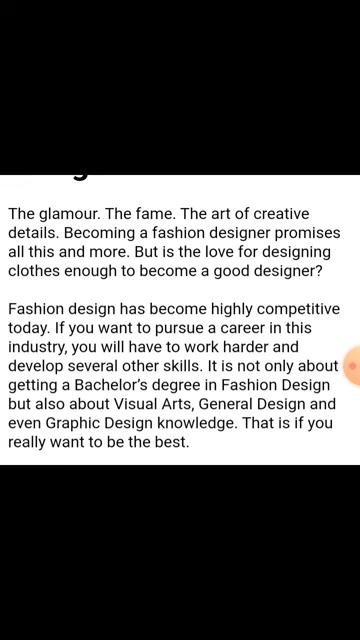 The glamour. The fame. The art of creative
details. Becoming a fashion designer promises
all this and more. But is the love for designing
clothes enough to become a good designer?
Fashion design has become highly competitive
today. If you want to pursue a career in this
industry, you will have to work harder and
develop several other skills. It is not only about
getting a Bachelor’s degree in Fashion Design
but also about Visual Arts, General Design and
even Graphic Design knowledge. That is if you
really want to be the best.